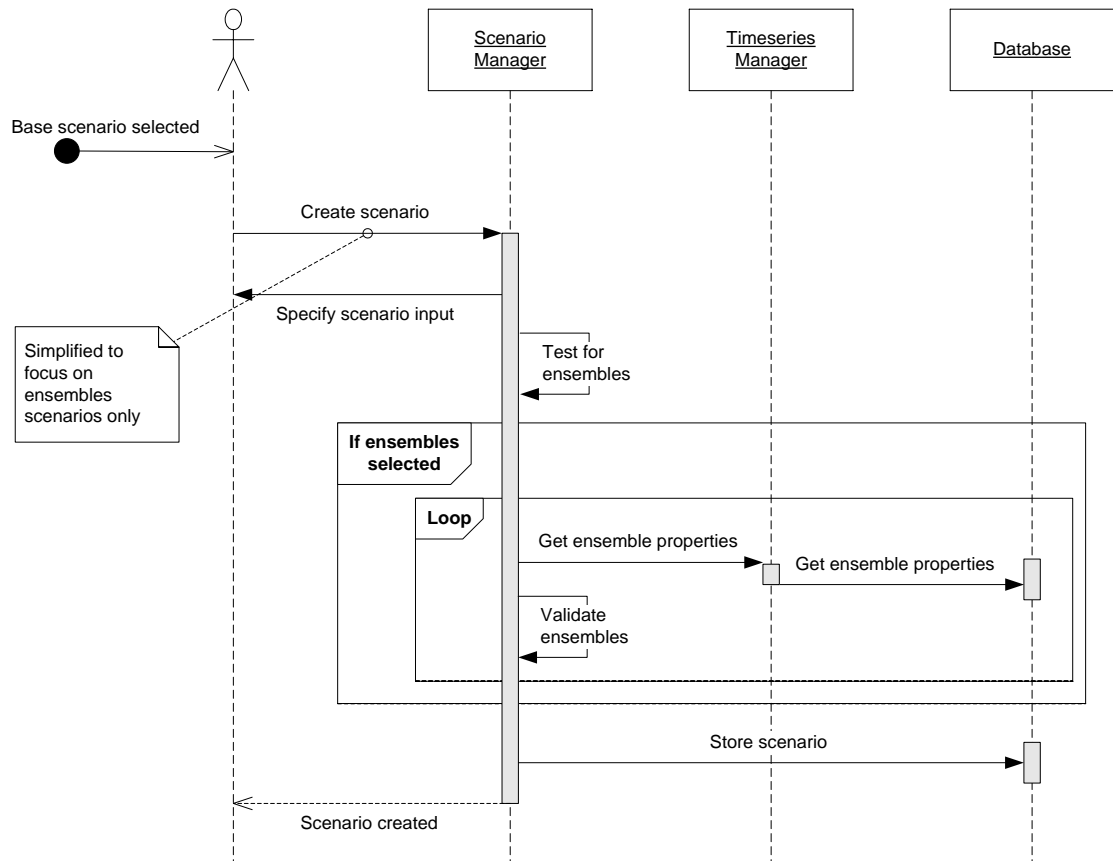 Scenario
Manager
Timeseries
Manager
Database
Base scenario selected
Create scenario
Specify scenario input
Simplified to
focus on
ensembles
scenarios only
Test for
ensembles
If ensembles
selected
Loop
Get ensemble properties
Get ensemble properties
Validate
ensembles
Store scenario
Scenario created